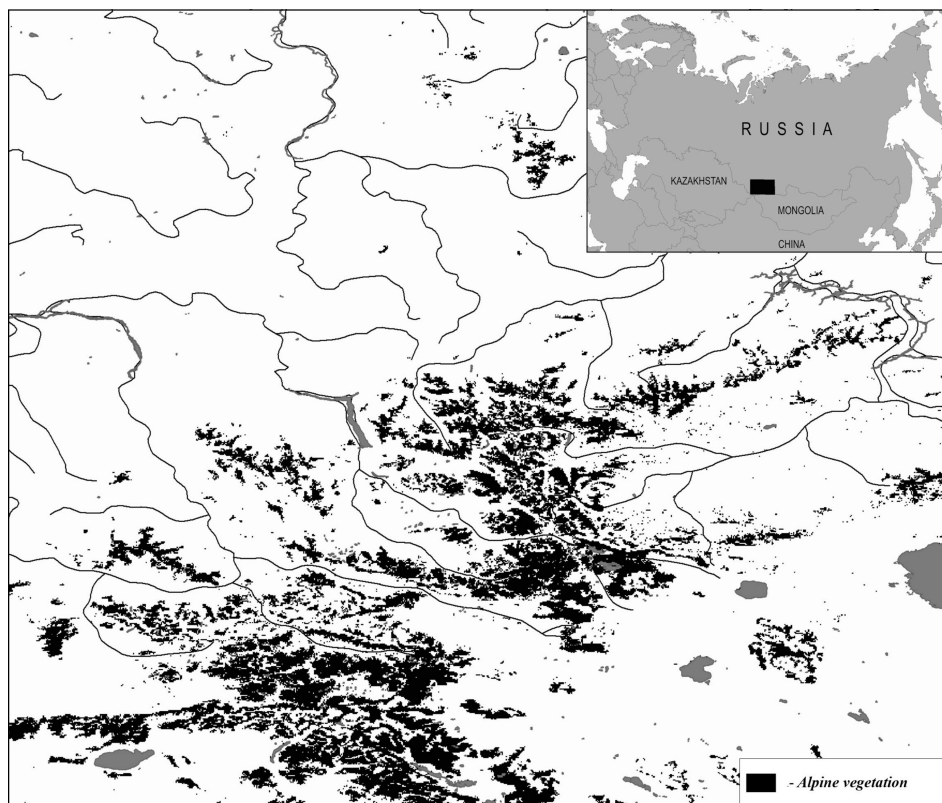 RUSSIA
KAZAKHSTAN
MONGOLIA
CHINA
- Alpine vegetation